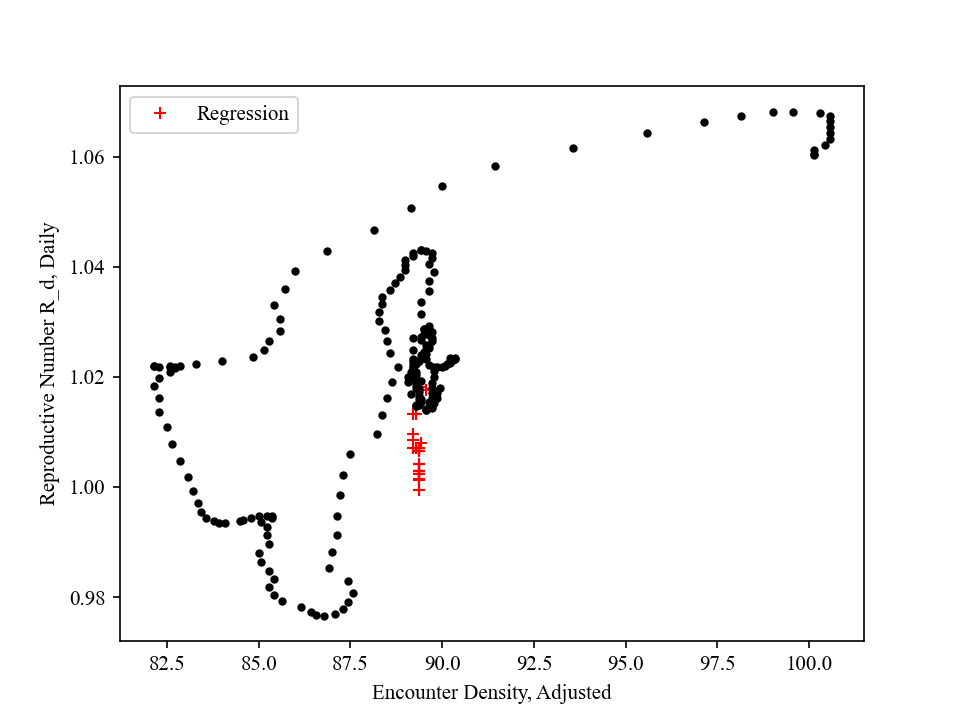 Regression
1.06
1.04
1.02
1.00
0.98
Reproductive Number R_d, Daily
82.5 85.0 87.5 90.0 92.5 95.0 97.5 100.0
Encounter Density, Adjusted